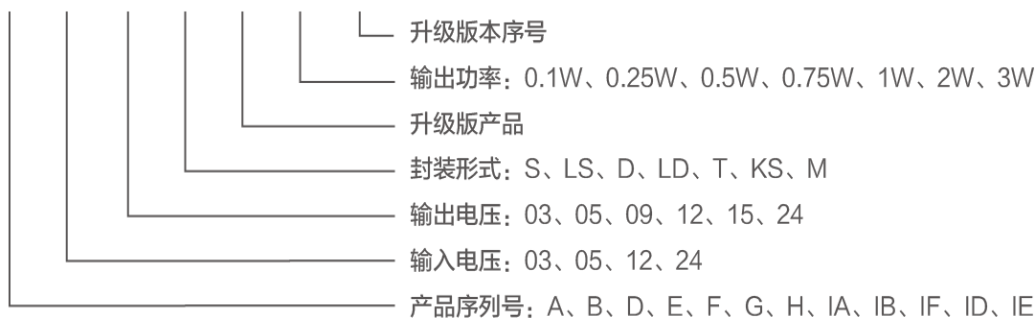 升级版本序号
输出功率：0.1W、0.25W、0.5W、0.75W、1W、2W、3W
升级版产品
封装形式：S、LS、D、LD、T、KS、M
输出电压：03、05、09、12、15、24
输入电压：03、05、12、24
产品序列号：A、B、D、E、F、G、H、IA、IB、IF、ID、IE